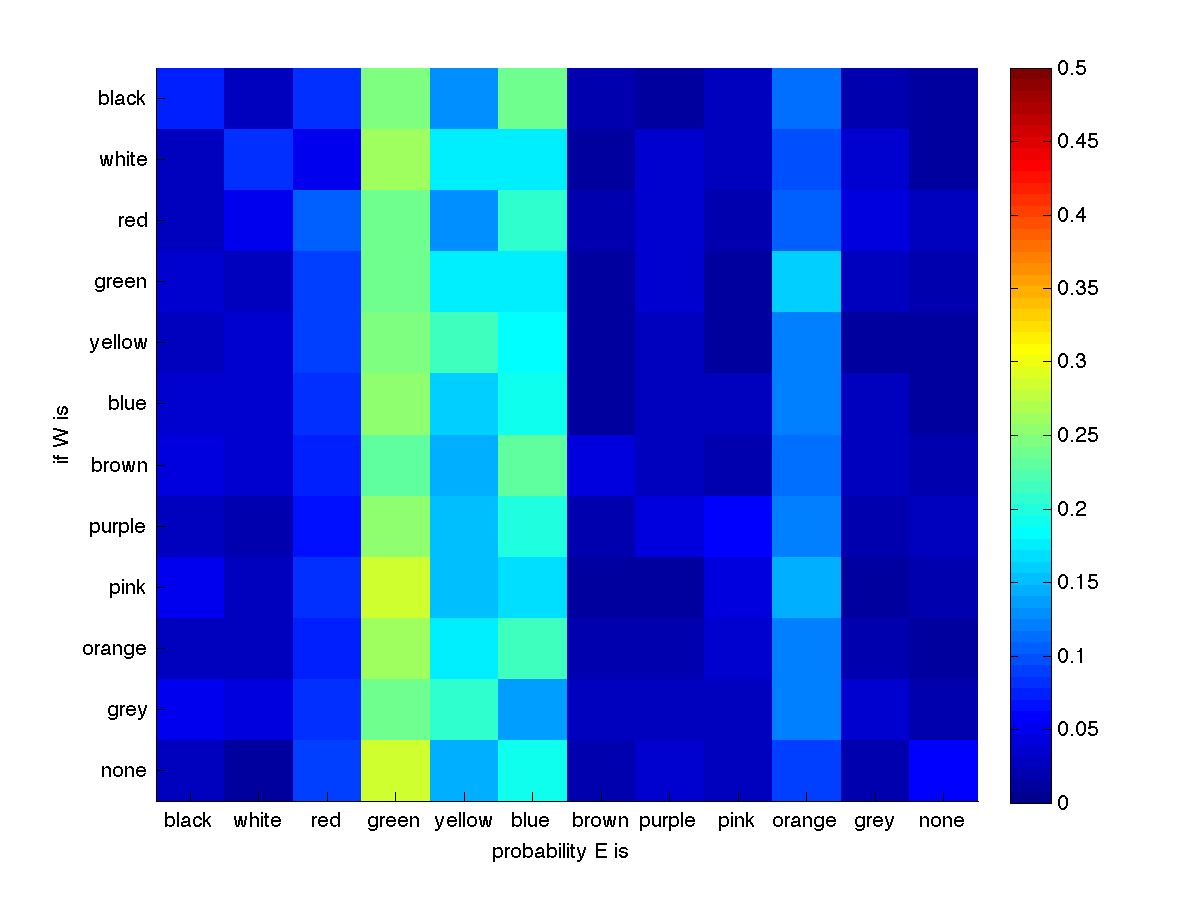 black
white
red
green
yellow
blue
brown
purple
pink
orange
grey
none
if W is
black white red green yellow blue brown purple pink orange grey none
probability E is
0.5
0.45
0.4
0.35
0.3
0.25
0.2
0.15
0.1
0.05
0